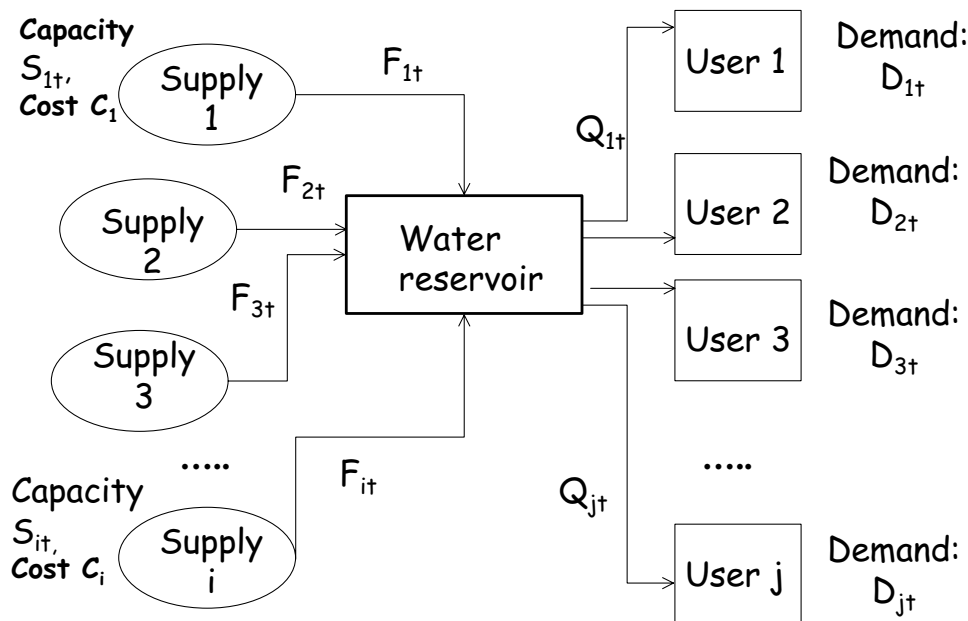 Capacity
S1t,
Cost C1
Supply
1
F1t
User 1
Demand:
D1t
Q1t
F2t
Supply
2
Water
reservoir
User 2
Demand:
D2t
F3t
Supply
3
User 3
Demand:
D3t
.....
Capacity
Sit,
Cost Ci
Supply
i
Fit
Qjt
.....
User j
Demand:
Djt